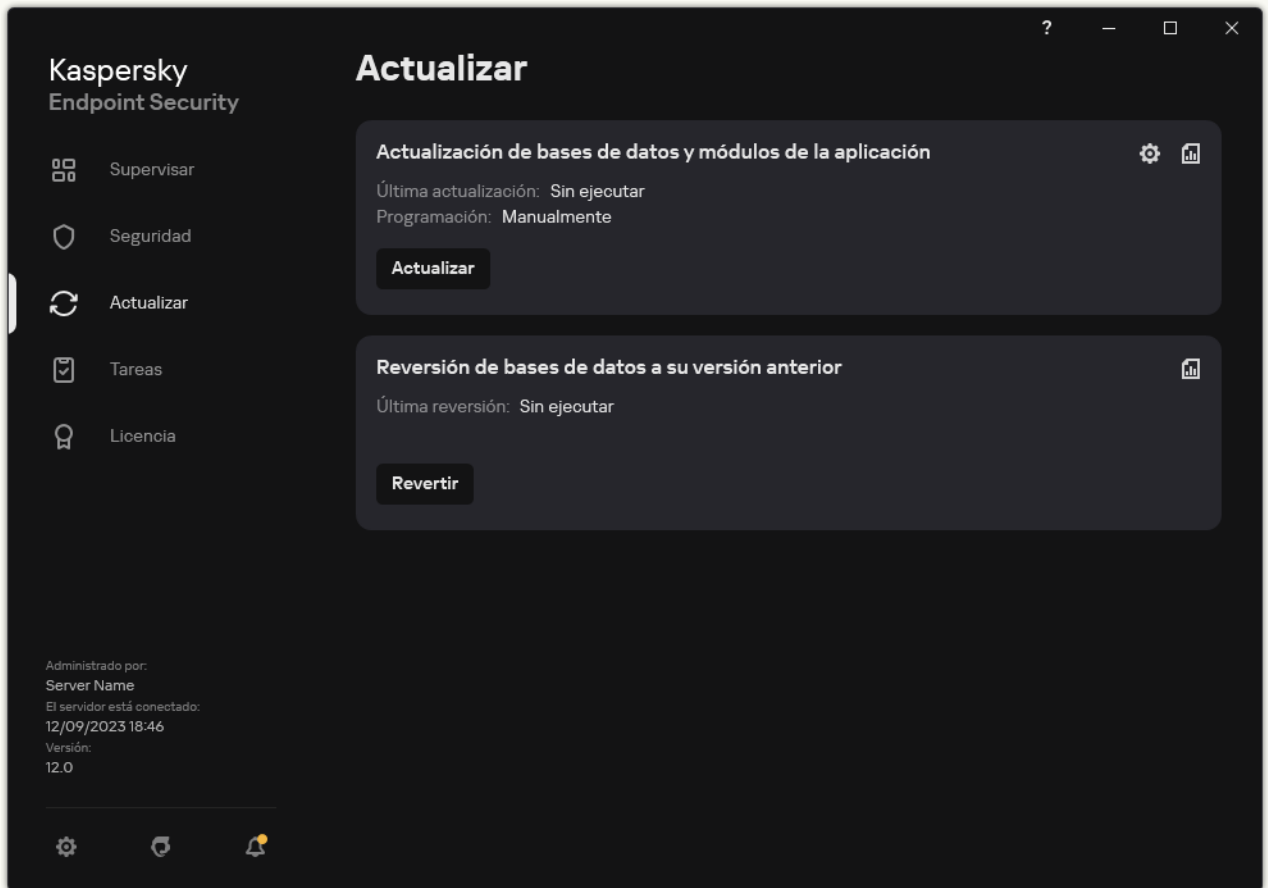 ?
Kaspersky
Endpoint Security
Supervisar
Seguridad
Actualizar
Tareas
Licencia
Administrado por:
Server Name
El servidor está conectado:
12/09/2023 18:46
Versión:
12.0
Actualizar
Actualización de bases de datos y módulos de la aplicación
Última actualización: Sin ejecutar
Programación: Manualmente
Actualizar
Reversión de bases de datos a su versión anterior
Última reversión: Sin ejecutar
Revertir